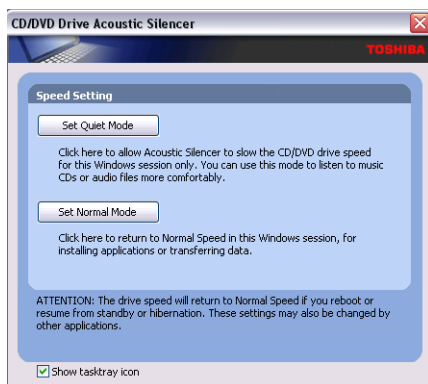 CD/DVD Drive Acoustic Silencer
TOSHIBA
Speed Setting
Set Quiet Mode
Click here to allow Acoustic Silencer to slow the CD/DVD drive speed
for this Windows session only. You can use this mode to listen to music
CDs or audio files more comfortably.
Set Normal Mode
Click here to return to Normal Speed in this Windows session, for
installing applications or transferring data.
ATTENTION: The drive speed will return to Normal Speed if you reboot or
resume from standby or hibernation. These settings may also be changed by
other applications.
Show tasktray icon